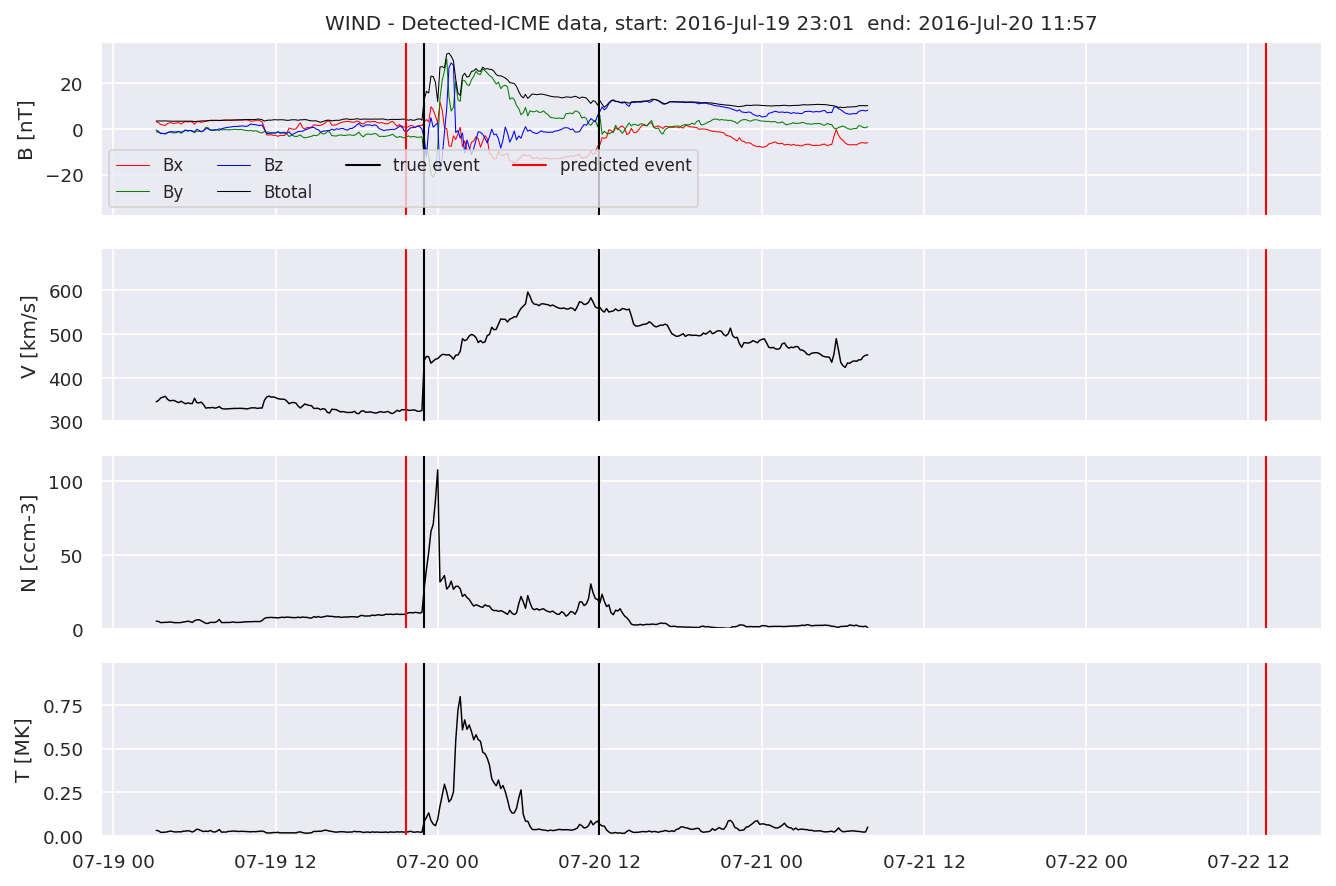 WIND - Detected-ICME data, start: 2016-Jul-19 23:01  end: 2016-Jul-20 11:57
B [nT]
20
0
−20
Bx Bz true event predicted event
By Btotal
V [km/s]
600
500
400
300
N [ccm-3]
100
50
0
T [MK]
0.75
0.50
0.25
0.00
07-19 00 07-19 12 07-20 00 07-20 12 07-21 00 07-21 12 07-22 00 07-22 12